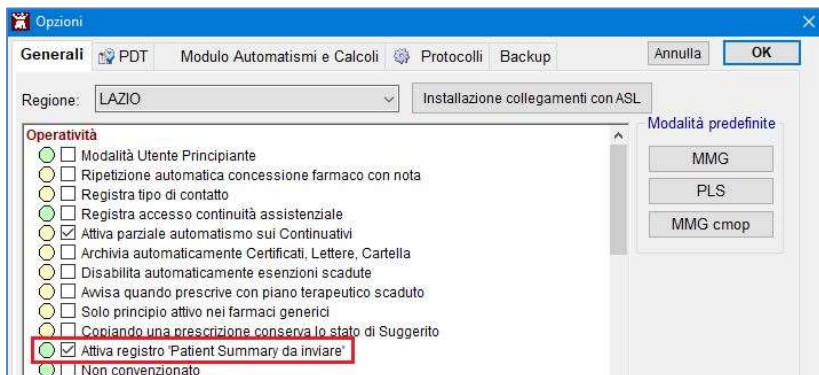 Opzioni
Generali PDT Modulo Automatismi e Calcoli Protocolli Backup Annulla OK
Regione: LAZIO Installazione collegamenti con ASL
Modalità predefinite
Operatività
Modalità Utente Principiante
MMG
Ripetizione automatica concessione farmaco con nota
Registra tipo di contatto
PLS
Registra accesso continuità assistenziale
Attiva parziale automatismo sui Continuativi
MMG cmop
Archivia automaticamente Certificati, Lettere, Cartella
Disabilita automaticamente esenzioni scadute
Avvisa quando prescrive con piano terapeutico scaduto
Solo principio attivo nei farmaci generici
Copiando una prescrizione conserva lo stato di Suggerito
Attiva registro 'Patient Summary da inviare'
Non convenzionato